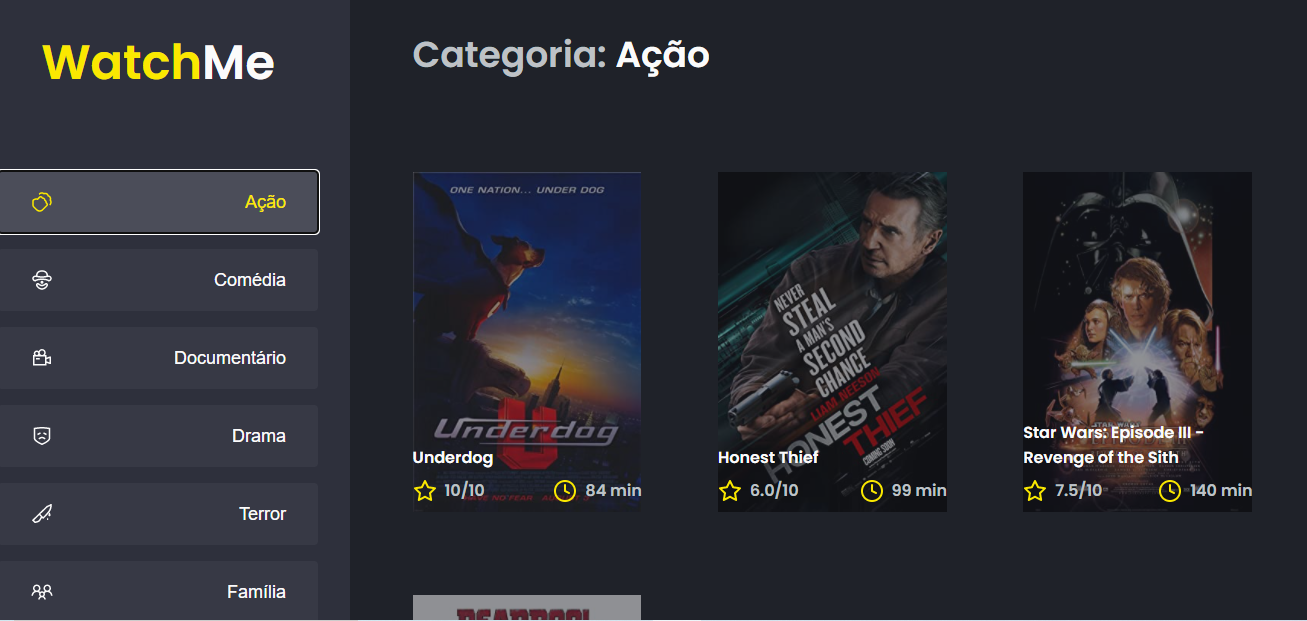 WatchMe
Categoria: Ação
Ação
Comédia
Documentário
Drama
Terror
Família
ONE NATION... UNDER DOG
Underdog
U
Underdog
10/10
84 min
NEVER
STEAL
A MAN'S
SECOND
CHANCE
LIAM NEESON
HONEST
THIEF
COMING SOON
Honest Thief
6.0/10
99 min
STAR WARS
Star Wars: Episode III -
Revenge of the Sith
7.5/10
140 min
DEADPOOL